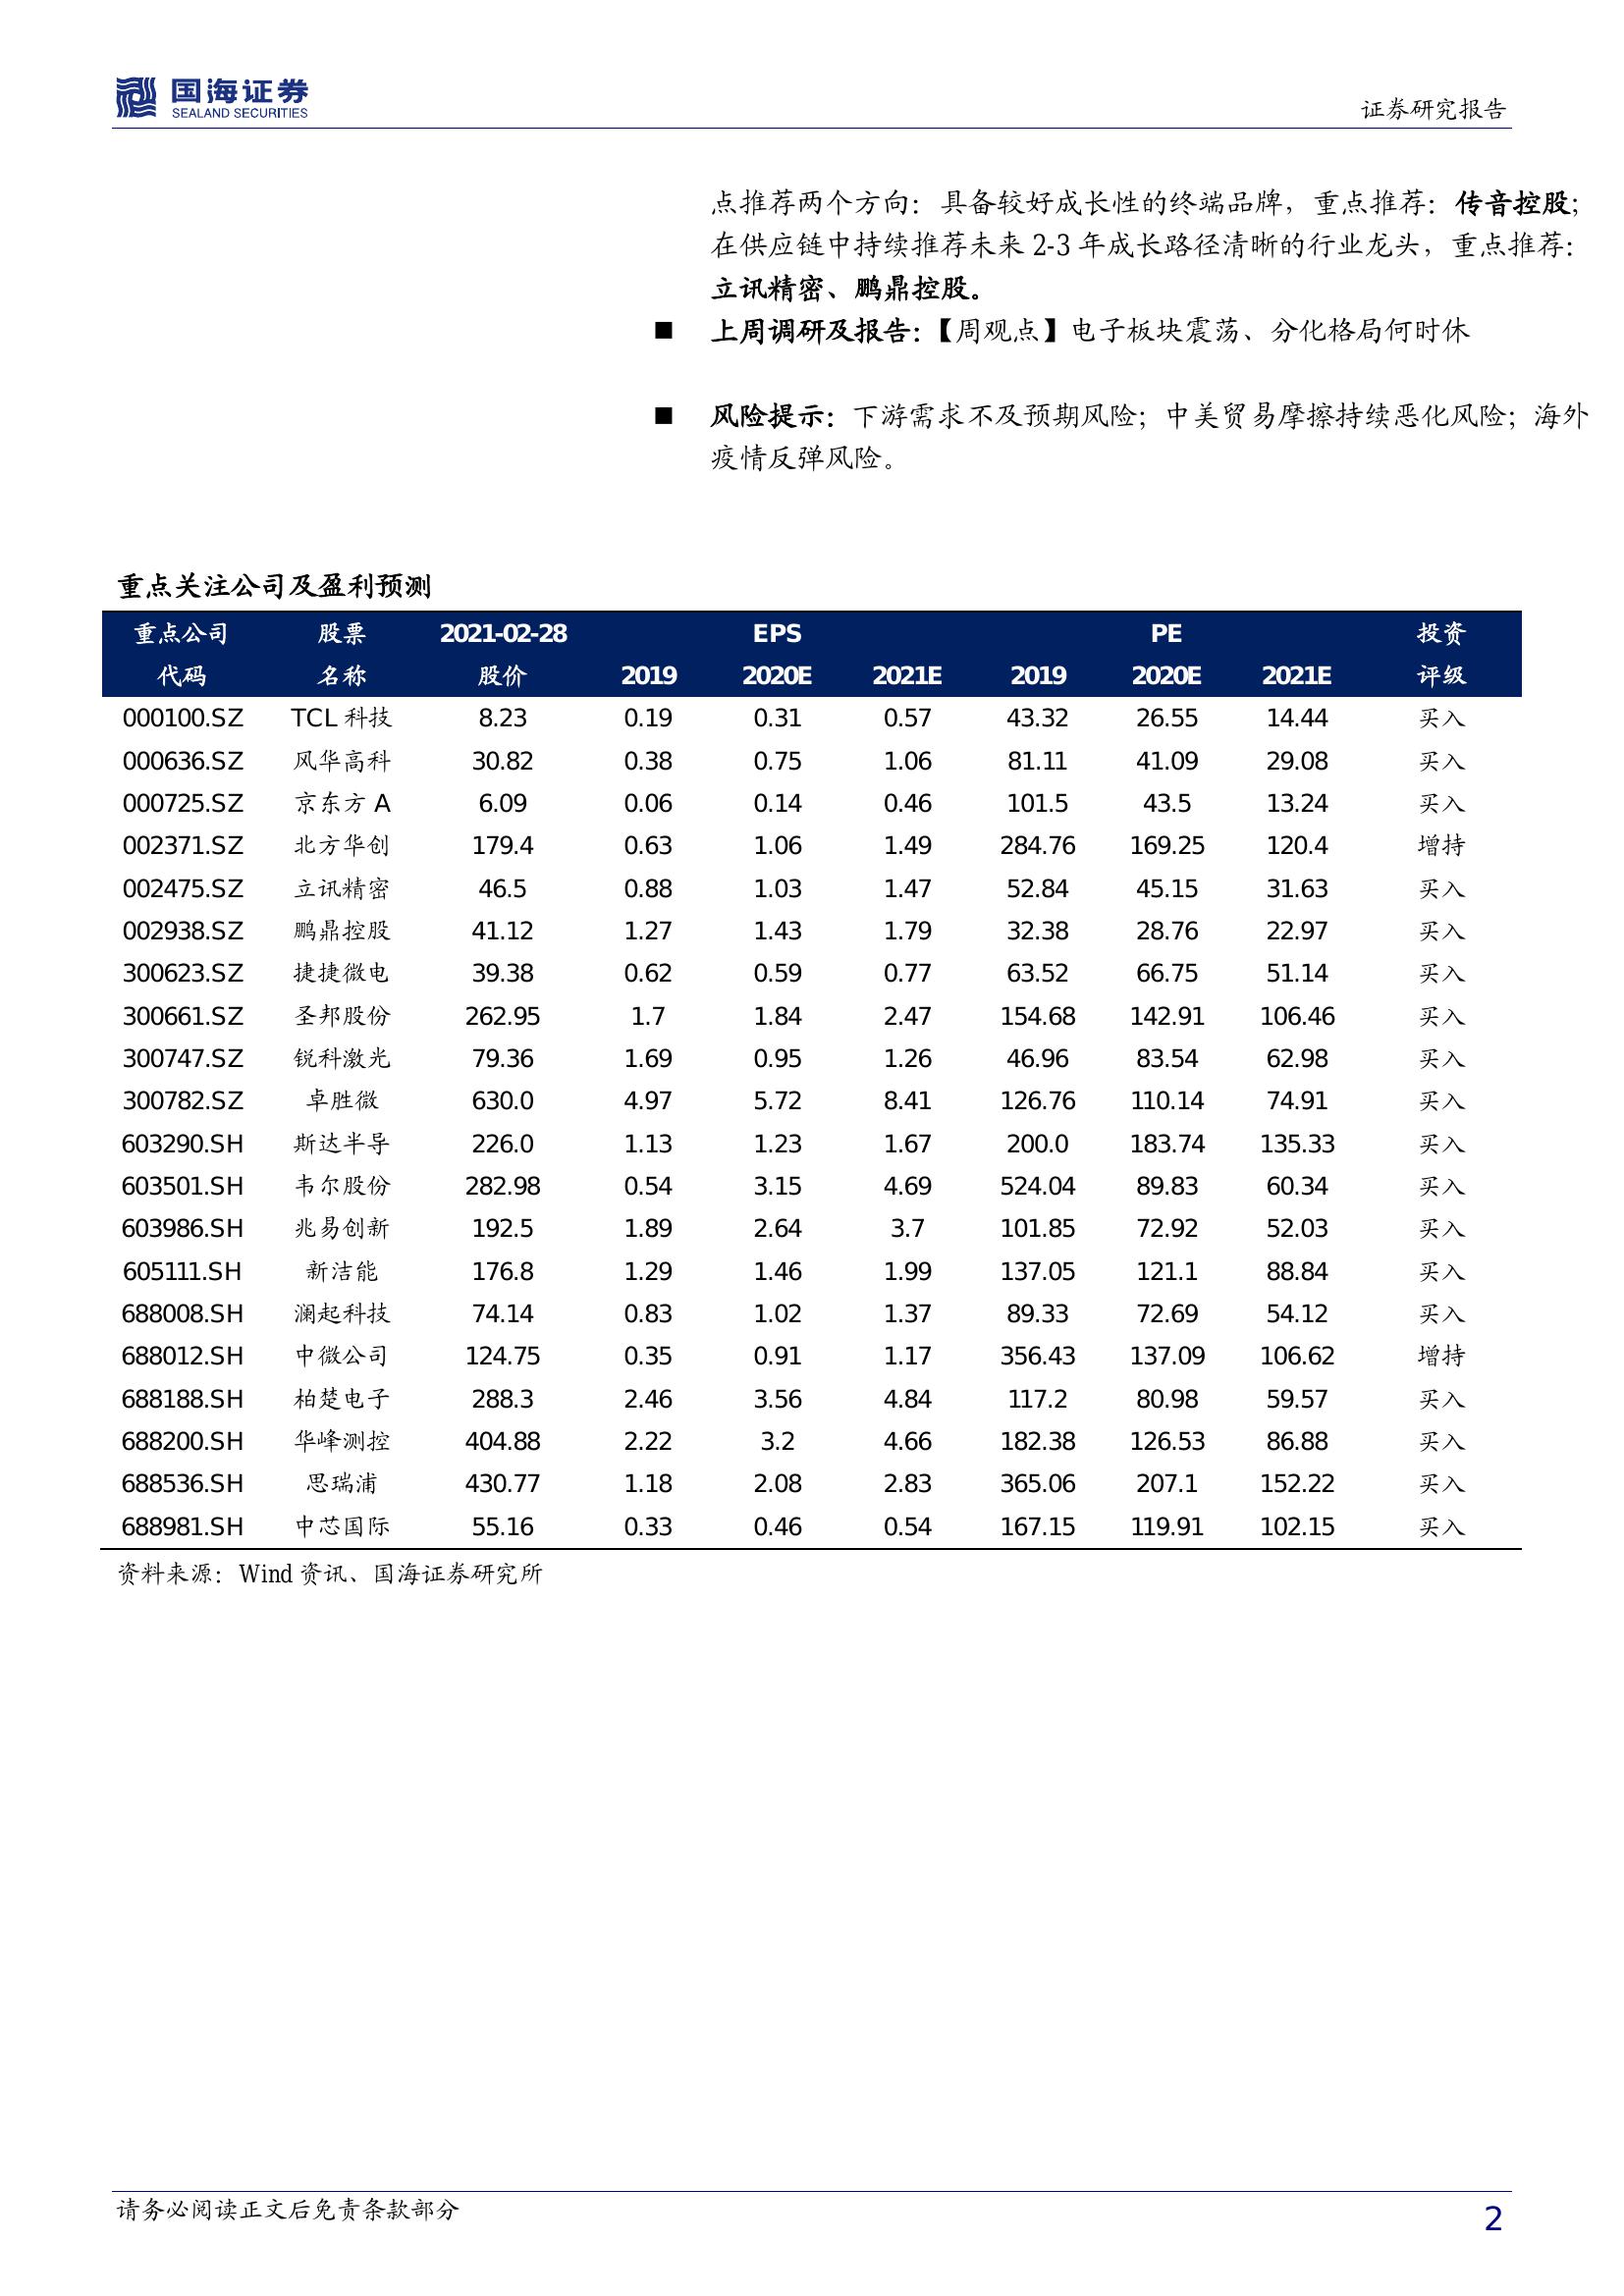 国海证券
SEALAND SECURITIES
证券研究报告
点推荐两个方向：具备较好成长性的终端品牌，重点推荐：传音控股；
在供应链中持续推荐未来 2-3 年成长路径清晰的行业龙头，重点推荐：
立讯精密、鹏鼎控股。
■ 上周调研及报告：【周观点】电子板块震荡、分化格局何时休
■ 风险提示：下游需求不及预期风险；中美贸易摩擦持续恶化风险；海外
疫情反弹风险。
重点关注公司及盈利预测
重点公司 股票 2021-02-28 EPS PE 投资
代码 名称 股价 2019 2020E 2021E 2019 2020E 2021E 评级
000100.SZ TCL 科技 8.23 0.19 0.31 0.57 43.32 26.55 14.44 买入
000636.SZ 风华高科 30.82 0.38 0.75 1.06 81.11 41.09 29.08 买入
000725.SZ 京东方 A 6.09 0.06 0.14 0.46 101.5 43.5 13.24 买入
002371.SZ 北方华创 179.4 0.63 1.06 1.49 284.76 169.25 120.4 增持
002475.SZ 立讯精密 46.5 0.88 1.03 1.47 52.84 45.15 31.63 买入
002938.SZ 鹏鼎控股 41.12 1.27 1.43 1.79 32.38 28.76 22.97 买入
300623.SZ 捷捷微电 39.38 0.62 0.59 0.77 63.52 66.75 51.14 买入
300661.SZ 圣邦股份 262.95 1.7 1.84 2.47 154.68 142.91 106.46 买入
300747.SZ 锐科激光 79.36 1.69 0.95 1.26 46.96 83.54 62.98 买入
300782.SZ 卓胜微 630.0 4.97 5.72 8.41 126.76 110.14 74.91 买入
603290.SH 斯达半导 226.0 1.13 1.23 1.67 200.0 183.74 135.33 买入
603501.SH 韦尔股份 282.98 0.54 3.15 4.69 524.04 89.83 60.34 买入
603986.SH 兆易创新 192.5 1.89 2.64 3.7 101.85 72.92 52.03 买入
605111.SH 新洁能 176.8 1.29 1.46 1.99 137.05 121.1 88.84 买入
688008.SH 澜起科技 74.14 0.83 1.02 1.37 89.33 72.69 54.12 买入
688012.SH 中微公司 124.75 0.35 0.91 1.17 356.43 137.09 106.62 增持
688188.SH 柏楚电子 288.3 2.46 3.56 4.84 117.2 80.98 59.57 买入
688200.SH 华峰测控 404.88 2.22 3.2 4.66 182.38 126.53 86.88 买入
688536.SH 思瑞浦 430.77 1.18 2.08 2.83 365.06 207.1 152.22 买入
688981.SH 中芯国际 55.16 0.33 0.46 0.54 167.15 119.91 102.15 买入
资料来源：Wind 资讯、国海证券研究所
请务必阅读正文后免责条款部分
2